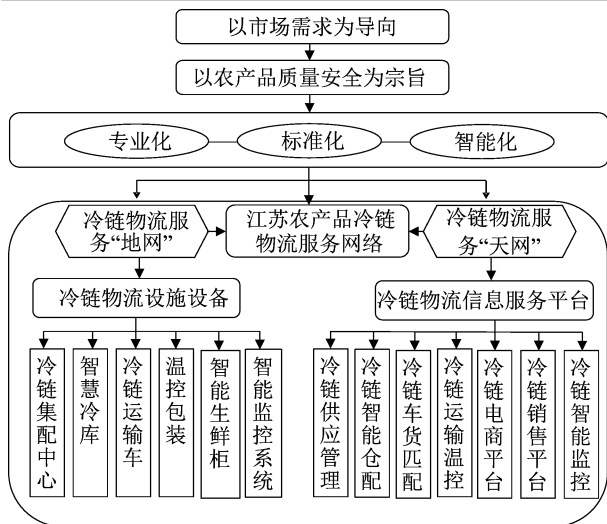 以市场需求为导向
以农产品质量安全为宗旨
专业化
标准化
智能化
冷链物流服
务“地网”
江苏农产品冷链
物流服务网络
冷链物流服
务“天网”
冷链物流设施设备
冷链物流信息服务平台
冷链集配中心
智慧冷库
冷链运输车
温控包装
智能生鲜柜
智能监控系统
冷链供应管理
冷链智能仓配
冷链车货匹配
冷链运输温控
冷链电商平台
冷链销售平台
冷链智能监控